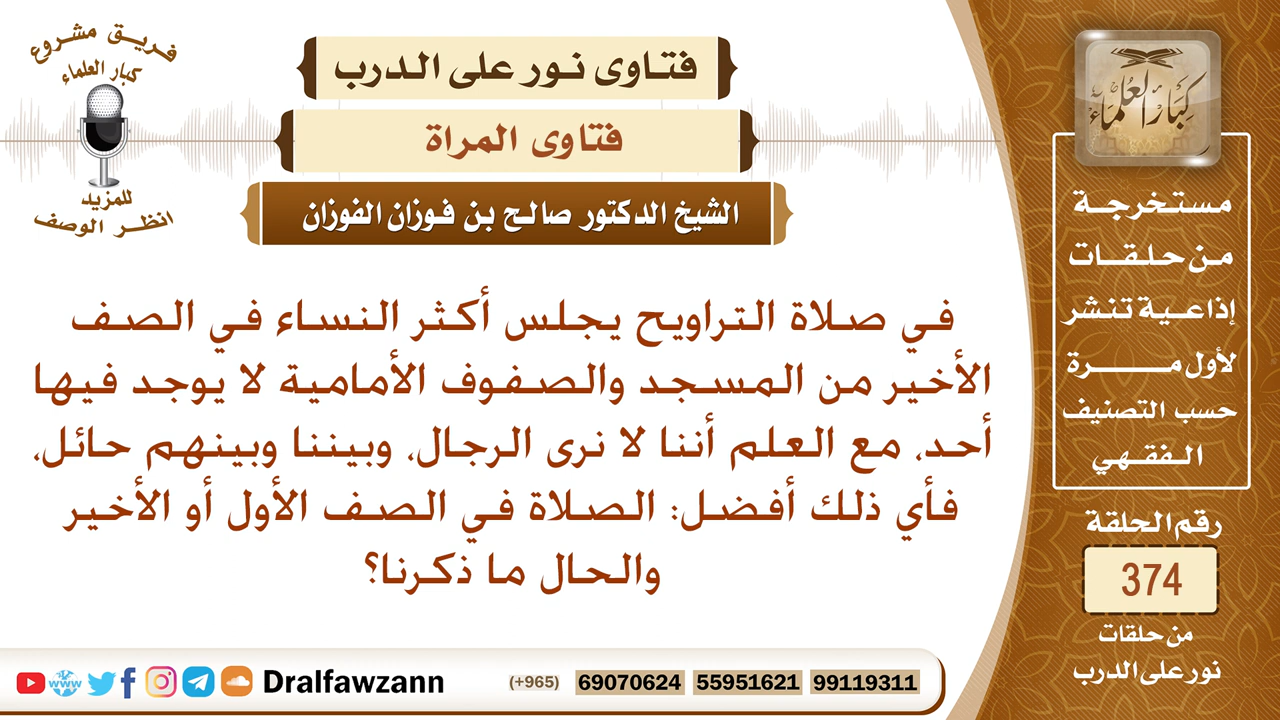 فريق مشروع
كبار العلماء
للمزيد
انظر الوصف
فتاوى نور على الدرب
فتاوى المراة
الشيخ الدكتور صالح بن فوزان الفوزان
في صلاة التراويح يجلس أكثر النساء في الصف
الأخير من المسجد والصفوف الأمامية لا يوجد فيها
أحد، مع العلم أننا لا نرى الرجال، وبيننا وبينهم حائل،
فأي ذلك أفضل: الصلاة في الصف الأول أو الأخير
والحال ما ذكرنا؟
كبار العلماء
مستخرجة
من حلقات
إذاعية تنشر
لأول مرة
حسب التصنيف
الفقهي
رقم الحلقة
374
من حلقات
نور على الدرب
www Dralfawzann (+965) 69070624 55951621 99119311